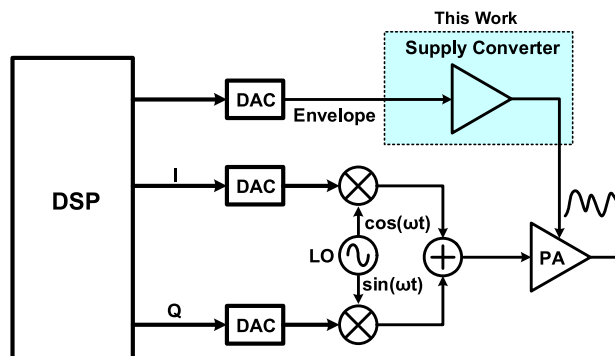 This Work
Supply Converter
DAC
Envelope
I
DAC
DSP
cos(ωt)
LO
PA
sin(ωt)
Q
DAC